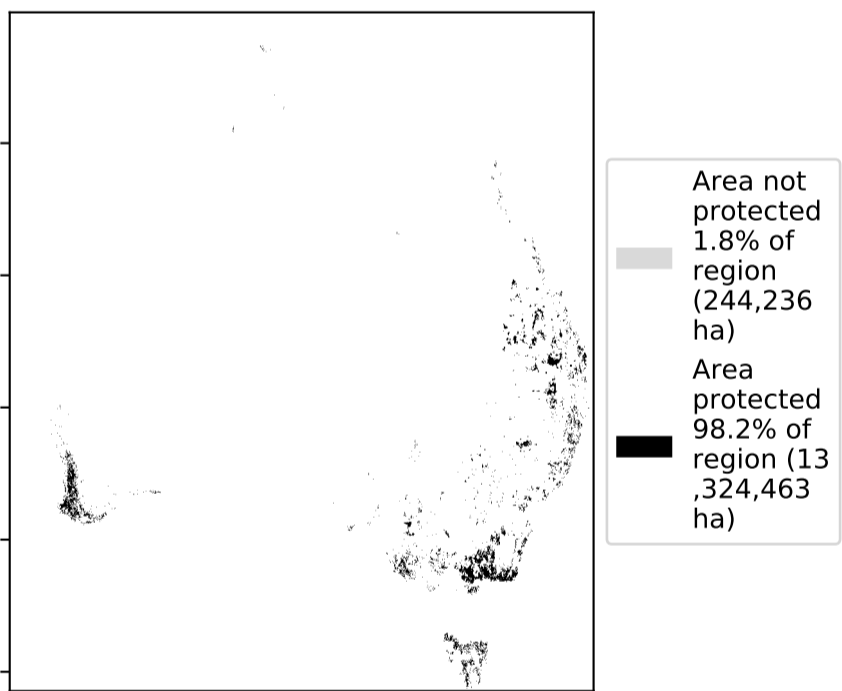 Area not
protected
1.8% of
region
(244,236
ha)
Area
protected
98.2% of
region (13
,324,463
ha)